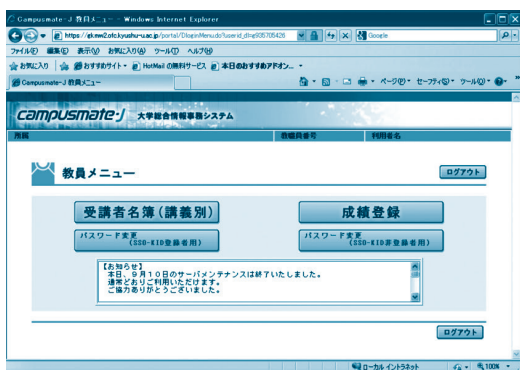 Campusmate-J 教員メニュー - Windows Internet Explorer
Google
ファイル(F) 編集(E) 表示(V) お気に入り(A) ツール(T) ヘルプ(H)
お気に入り おすすめサイト HotMail の無料サービス 本日のおすすめアドオン...
Campusmate-J 教員メニュー ページ(P) セーフティ(S) ツール(O)
campusmate-J 大学総合情報事務システム
所属 教職員番号 利用者名
教員メニュー ログアウト
受講者名簿(講義別) 成績登録
パスワード変更 パスワード変更
(SSO-KID登録者用) (SSO-KID非登録者用)
【お知らせ】
本日、9月10日のサーバメンテナンスは終了いたしました。
通常どおりご利用いただけます。
ご協力ありがとうございました。
ログアウト
ローカル イントラネット 100%